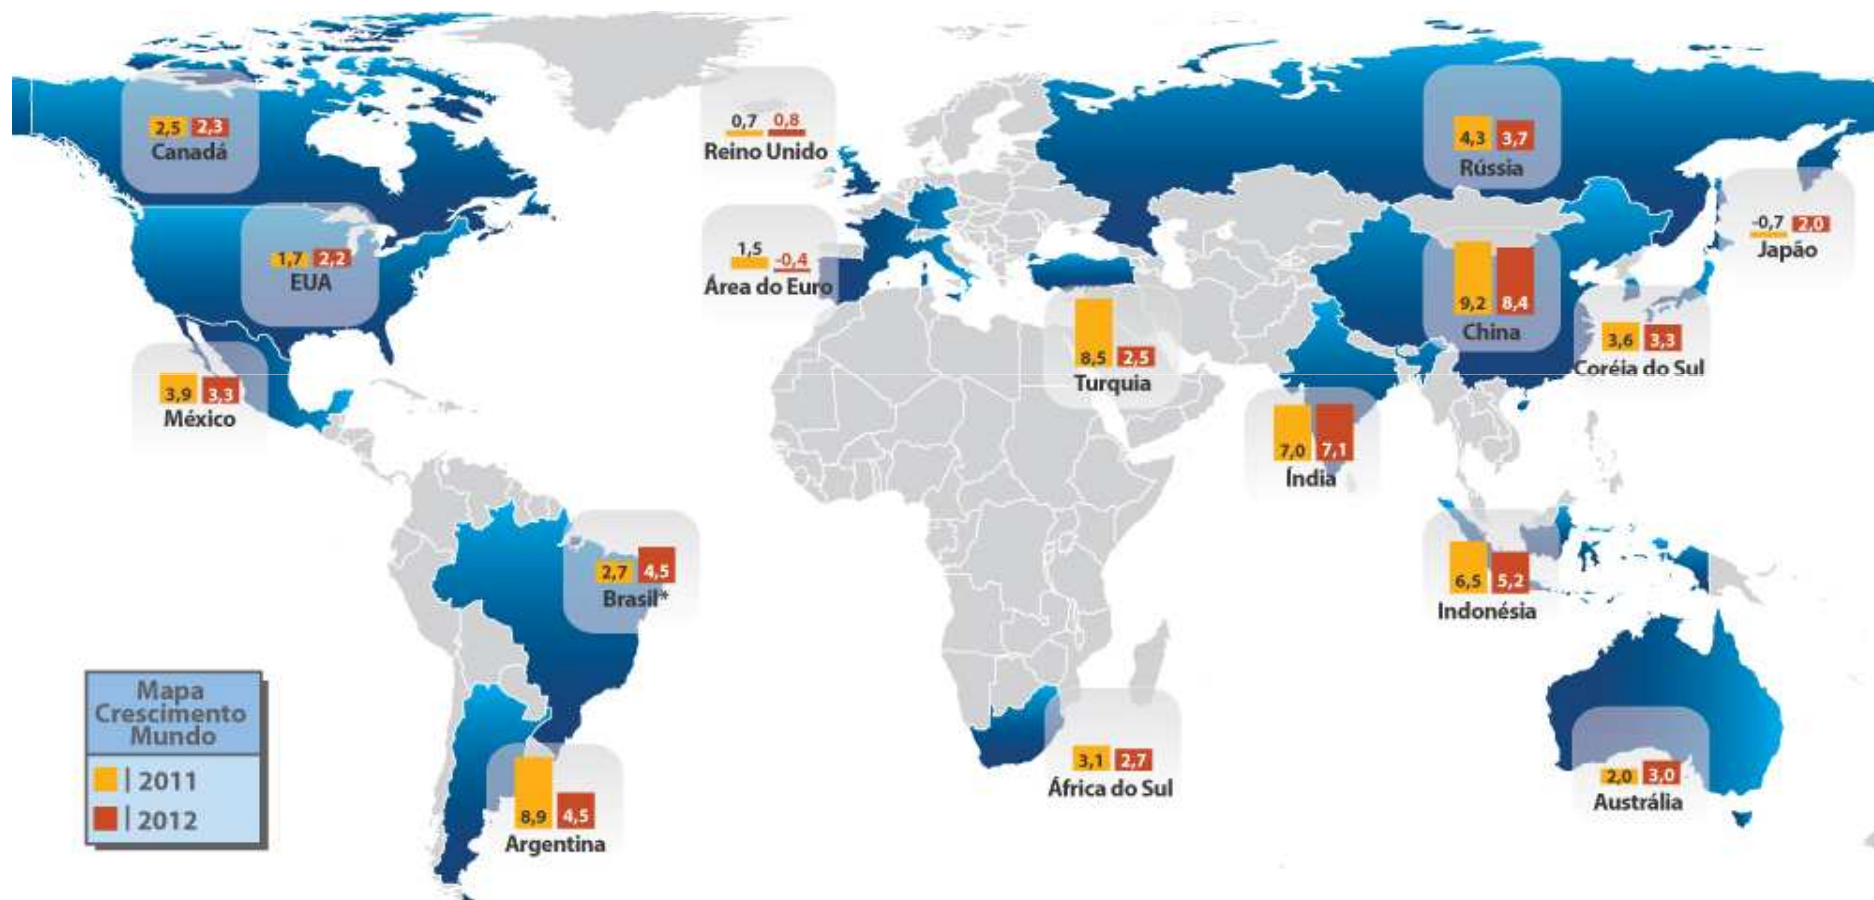 2,5 2,3
Canadá
0,7 0,8
Reino Unido
4,3 3,7
Rússia
-0,7 2,0
Japão
1,7 2,2
EUA
1,5 -0,4
Área do Euro
9,2 8,4
China
3,6 3,3
Coréia do Sul
8,5 2,5
Turquia
3,9 3,3
México
7,0 7,1
Índia
2,7 4,5
Brasil*
6,5 5,2
Indonésia
Mapa
Crescimento
Mundo
2011
2012
8,9 4,5
Argentina
3,1 2,7
África do Sul
2,0 3,0
Austrália